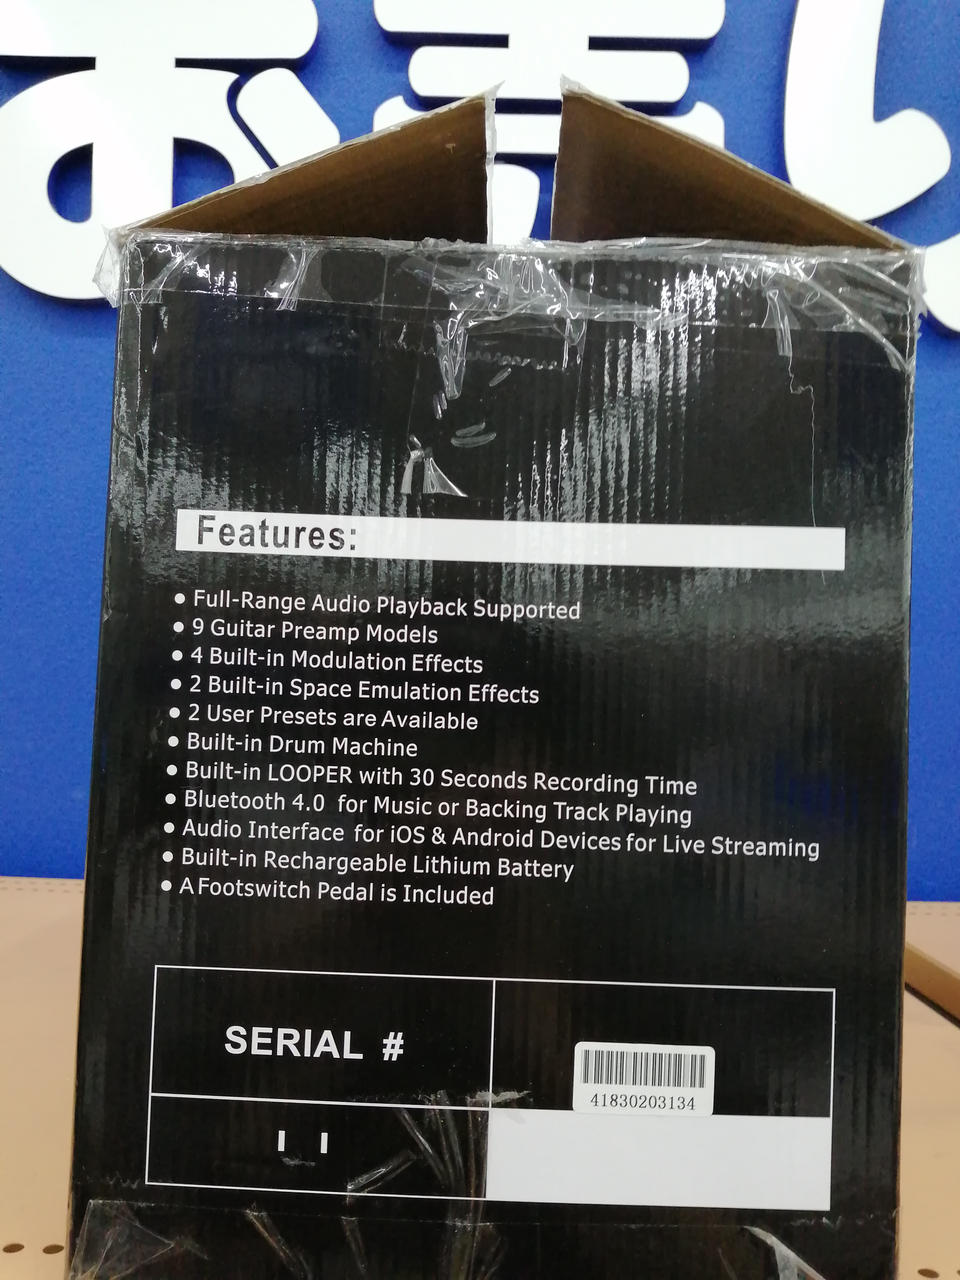 Features:
● Full-Range Audio Playback Supported
● 9 Guitar Preamp Models
● 4 Built-in Modulation Effects
● 2 Built-in Space Emulation Effects
● 2 User Presets are Available
● Built-in Drum Machine
● Built-in LOOPER with 30 Seconds Recording Time
● Bluetooth 4.0 for Music or Backing Track Playing
● Audio Interface for iOS & Android Devices for Live Streaming
● Built-in Rechargeable Lithium Battery
● A Footswitch Pedal is Included
SERIAL #
41830203134